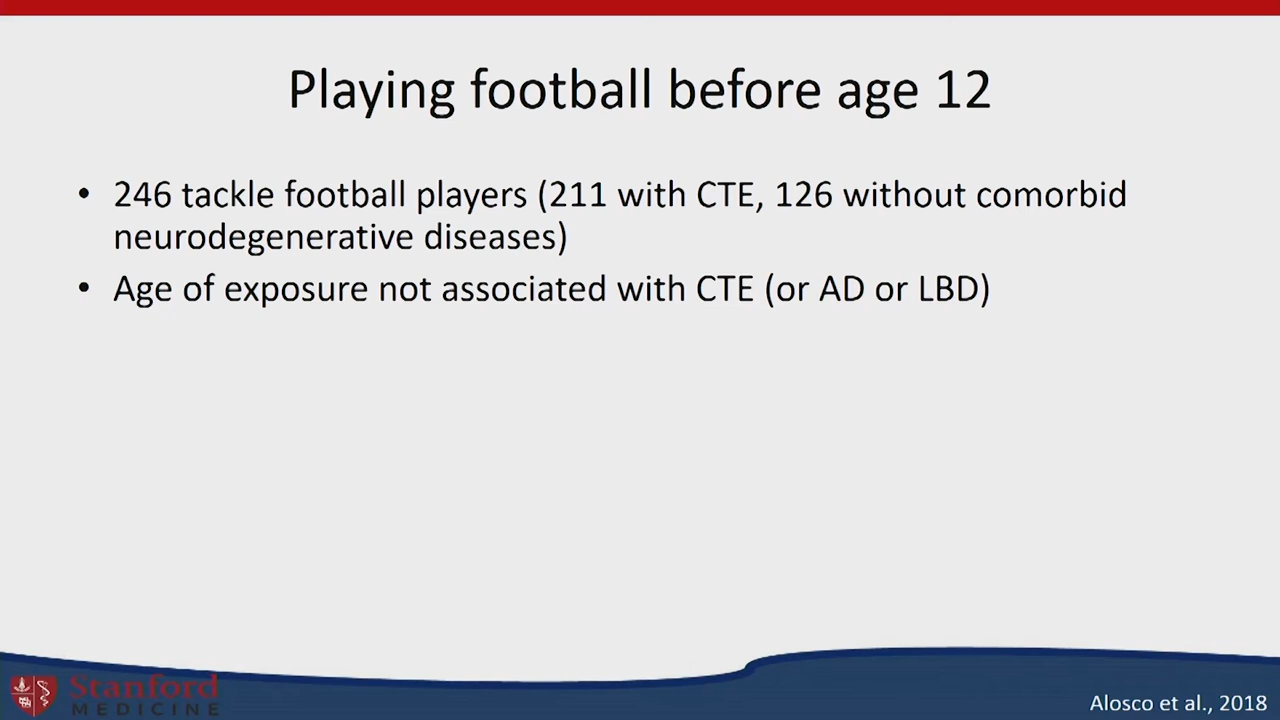 Playing football before age 12
• 246 tackle football players (211 with CTE, 126 without comorbid
neurodegenerative diseases)
• Age of exposure not associated with CTE (or AD or LBD)
Stanford
MEDICINE
Alosco et al., 2018